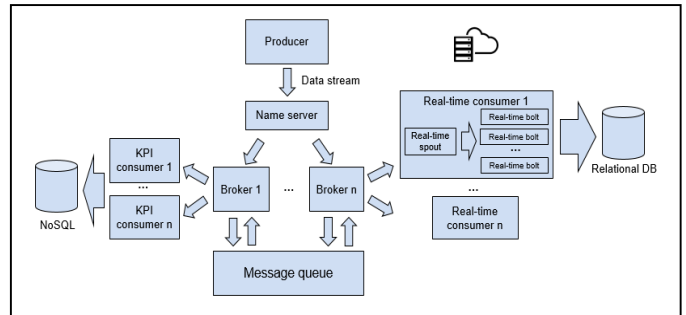 Producer
Data stream
Name server
Real-time consumer 1
Real-time bolt
Real-time
spout
Real-time bolt
...
Real-time bolt
Relational DB
KPI
consumer 1
...
KPI
consumer n
NoSQL
Broker 1
...
Broker n
...
Real-time
consumer n
Message queue